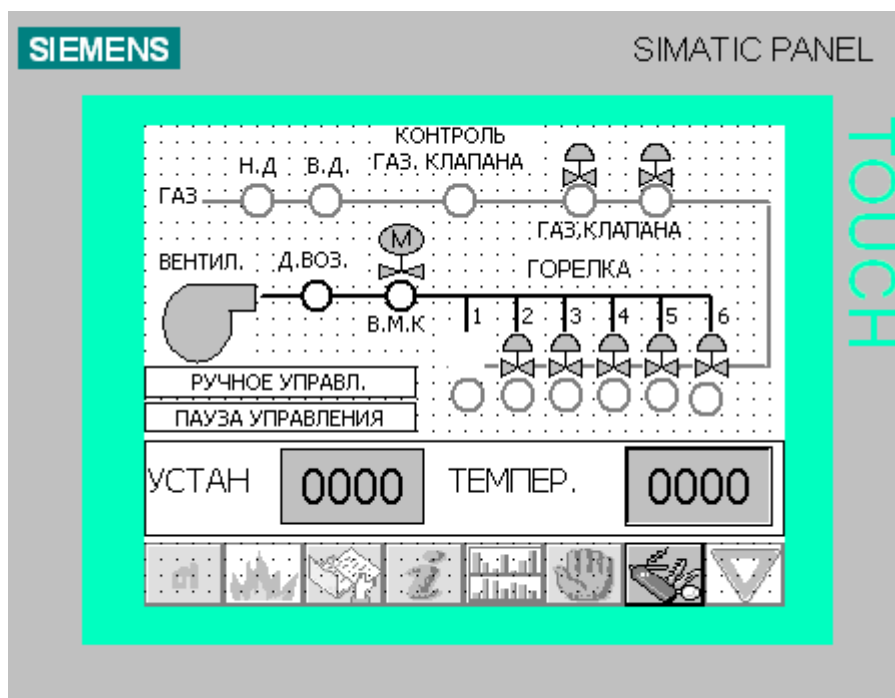 SIEMENS
SIMATIC PANEL
TOUCH
КОНТРОЛЬ
Н.Д В.Д. ГАЗ. КЛАПАНА
ГАЗ
ГАЗ.КЛАПАНА
M
ВЕНТИЛ. Д.ВОЗ. ГОРЕЛКА
В.М.К 1 2 3 4 5 6
РУЧНОЕ УПРАВЛ.
ПАУЗА УПРАВЛЕНИЯ
УСТАН 0000 ТЕМПЕР. 0000